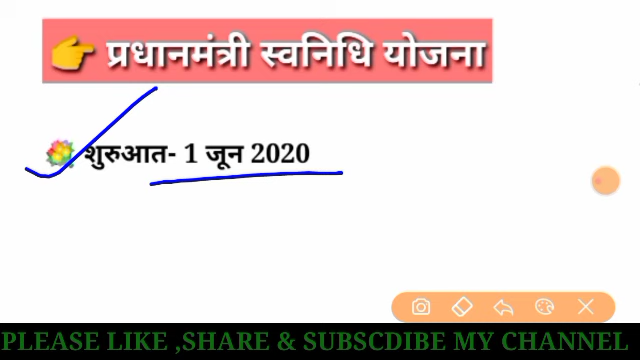 👉 प्रधानमंत्री स्वनिधि योजना
शुरुआत- 1 जून 2020
PLEASE LIKE ,SHARE & SUBSCDIBE MY CHANNEL